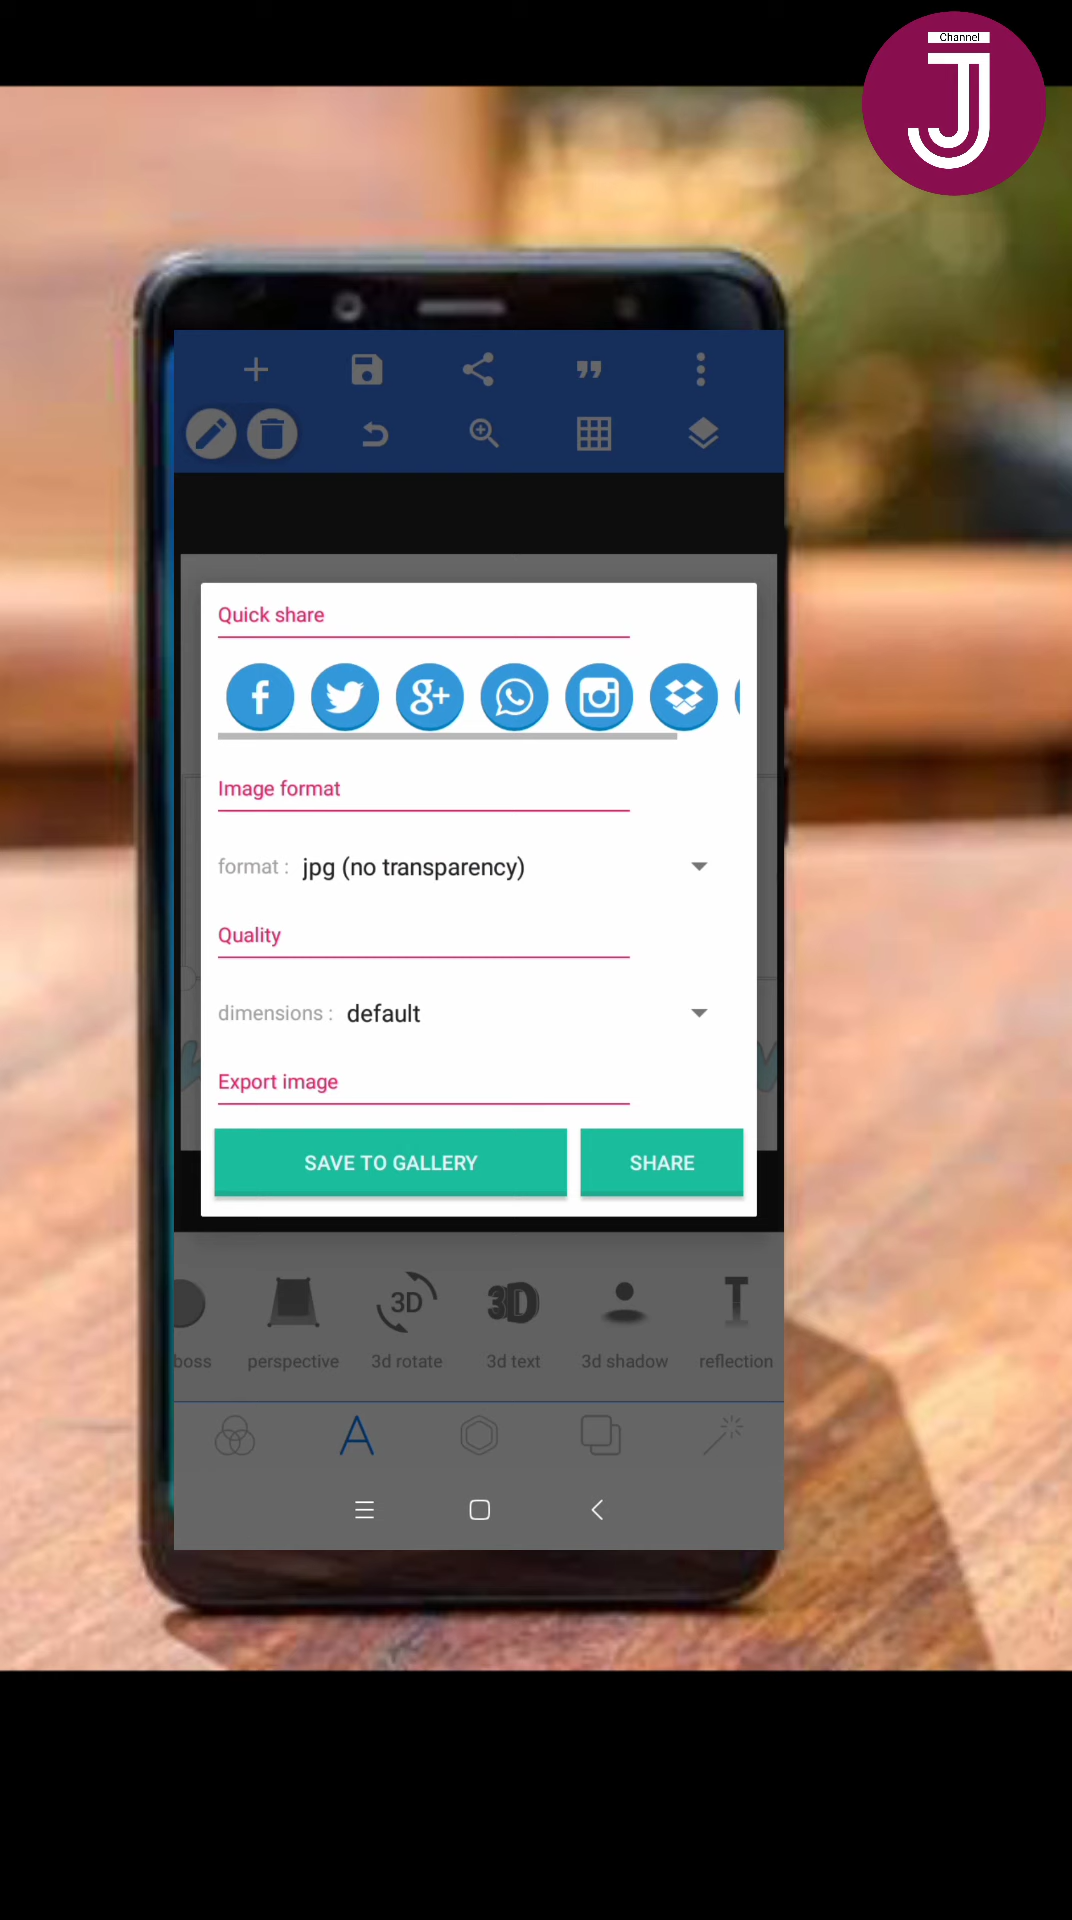 Channel
J
Quick share
Image format
format : jpg (no transparency)
Quality
dimensions : default
Export image
SAVE TO GALLERY SHARE
3D 3D T
boss perspective 3d rotate 3d text 3d shadow reflection
A